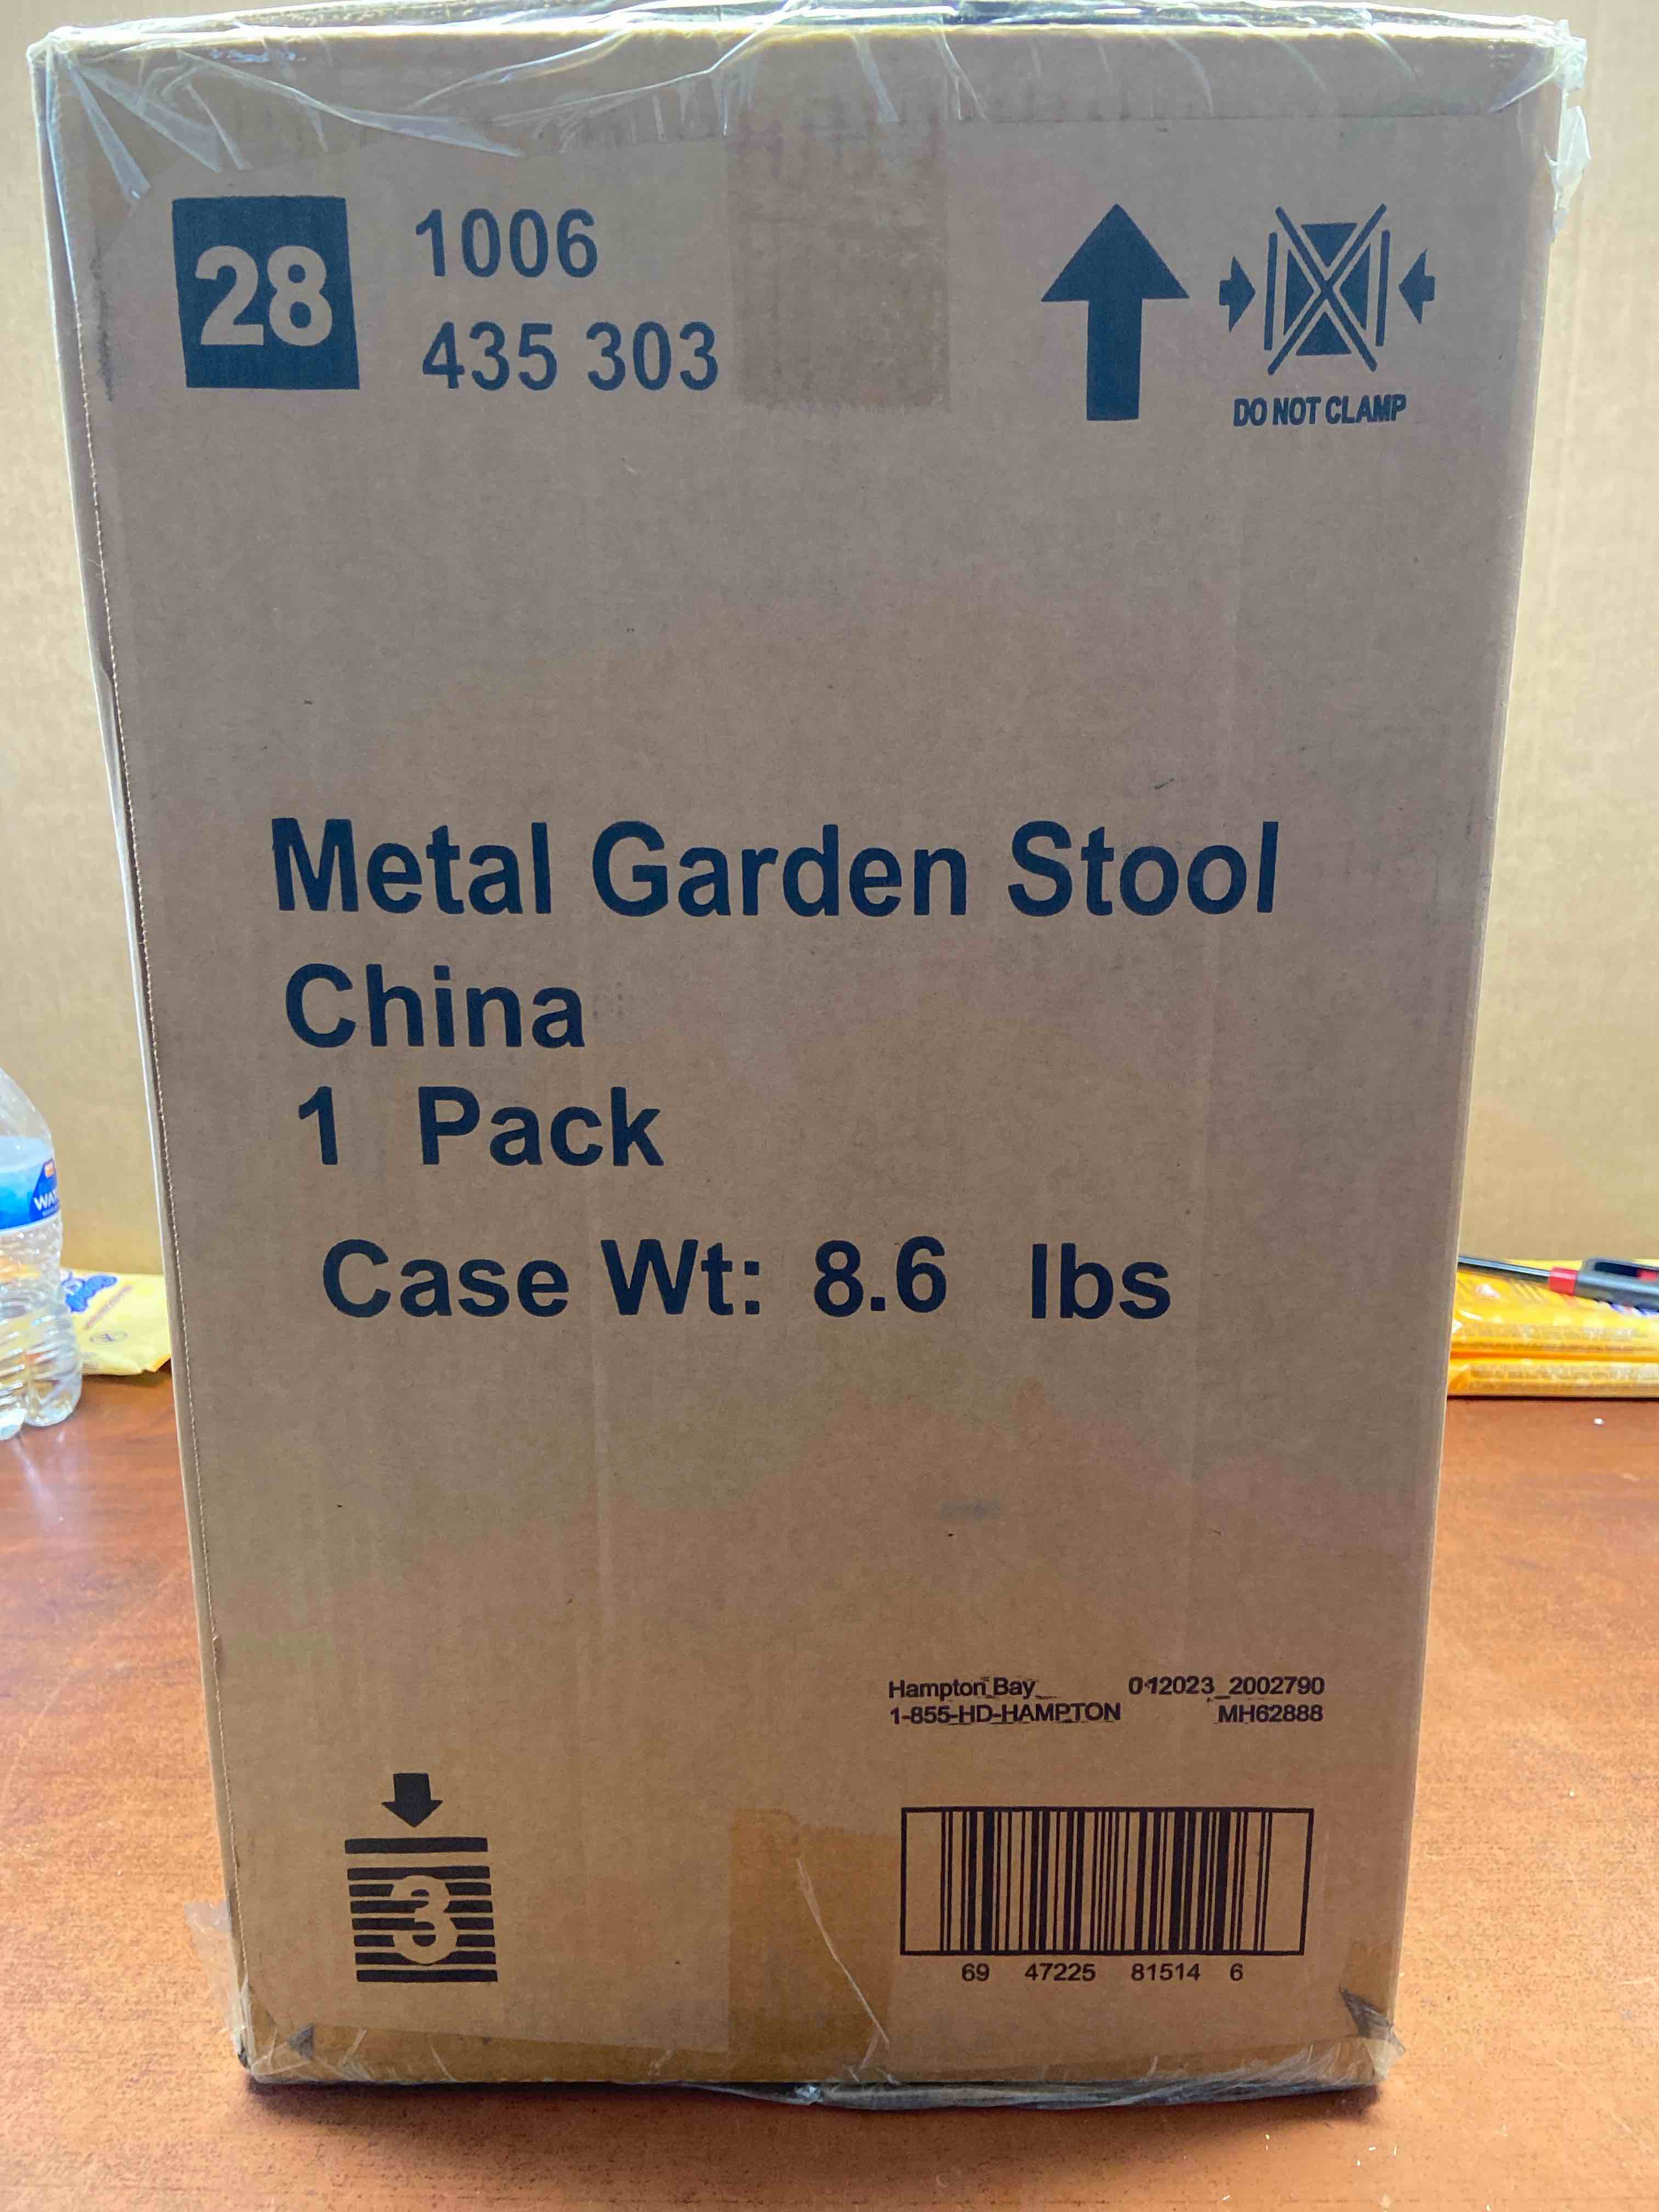 28
1006
435 303
DO NOT CLAMP
Metal Garden Stool
China
1 Pack
Case Wt: 8.6 lbs
Hampton Bay 012023_2002790
1-855-HD-HAMPTON MH62888
3
69 47225 81514 6